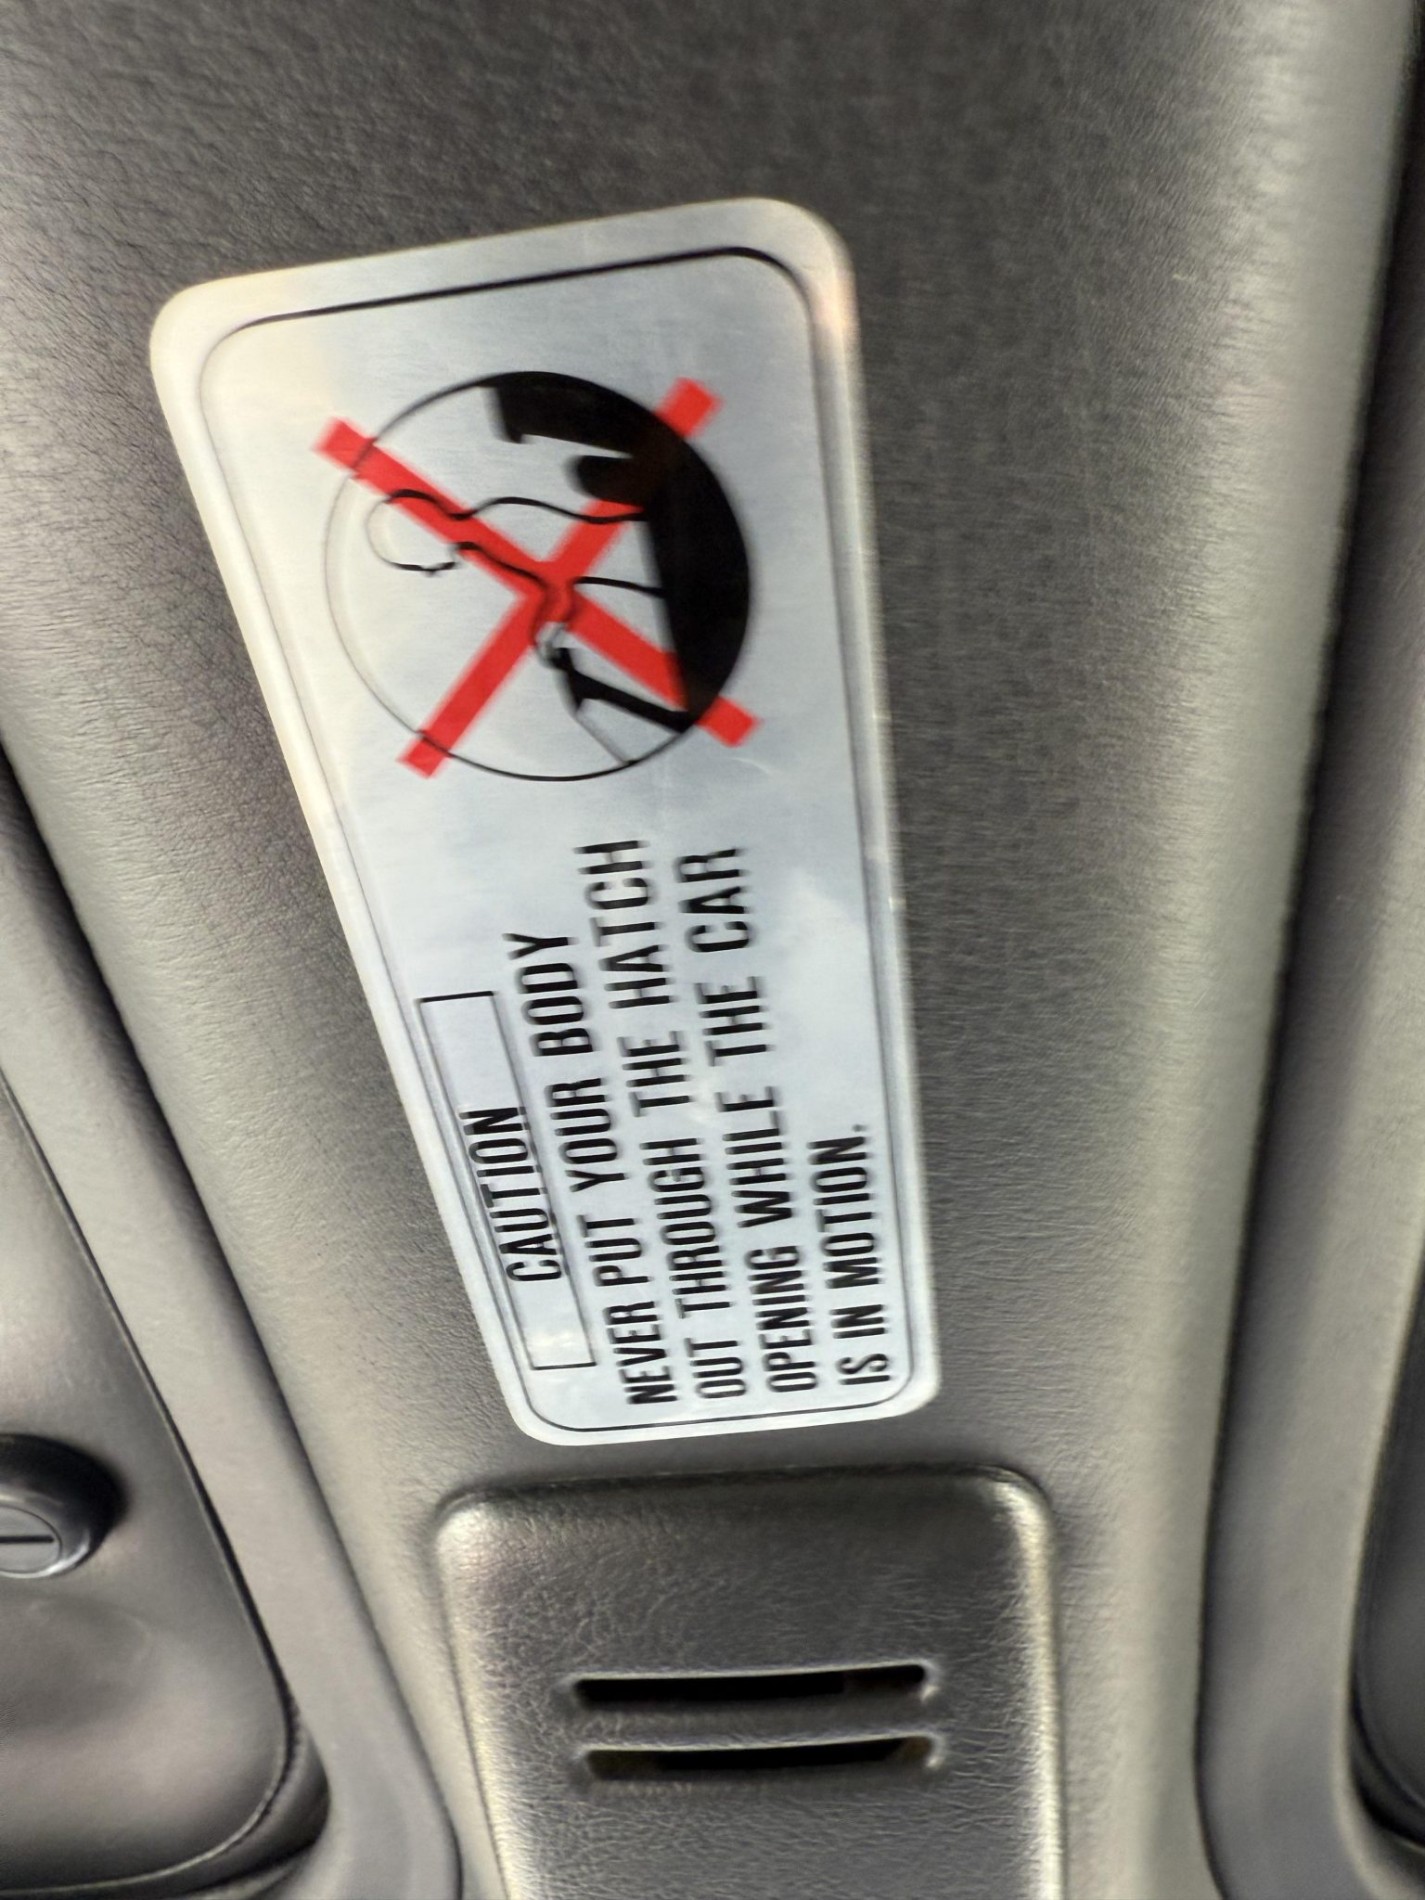 CAUTION
NEVER PUT YOUR BODY
OUT THROUGH THE HATCH
OPENING WHILE THE CAR
IS IN MOTION.